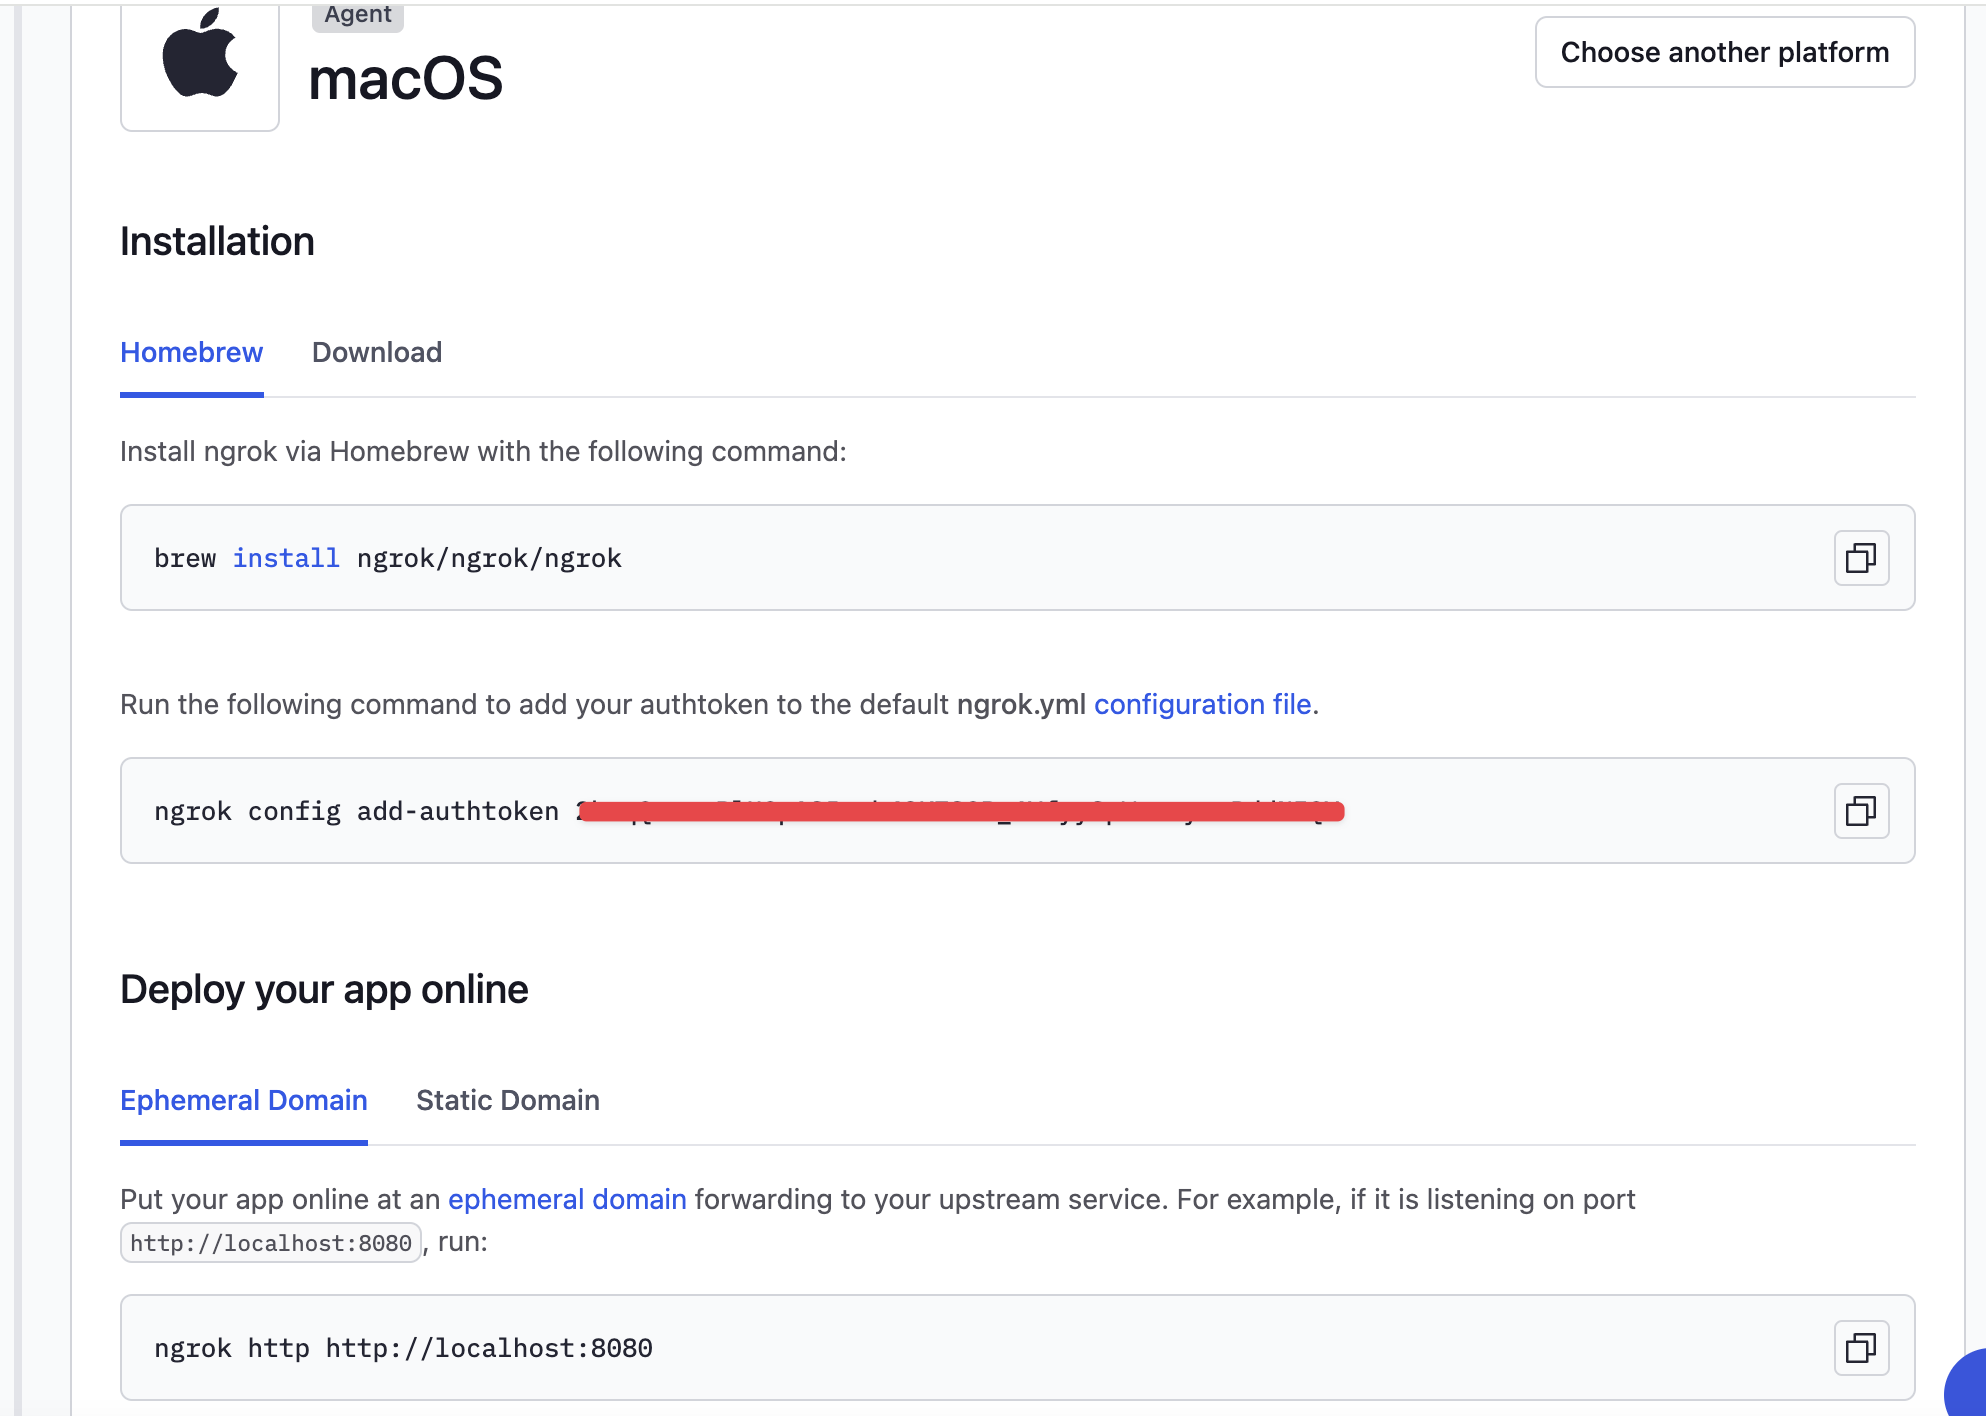 Agent
macOS
Choose another platform
Installation
Homebrew Download
Install ngrok via Homebrew with the following command:
brew install ngrok/ngrok/ngrok
Run the following command to add your authtoken to the default ngrok.yml configuration file.
ngrok config add-authtoken
Deploy your app online
Ephemeral Domain Static Domain
Put your app online at an ephemeral domain forwarding to your upstream service. For example, if it is listening on port
http://localhost:8080, run:
ngrok http http://localhost:8080